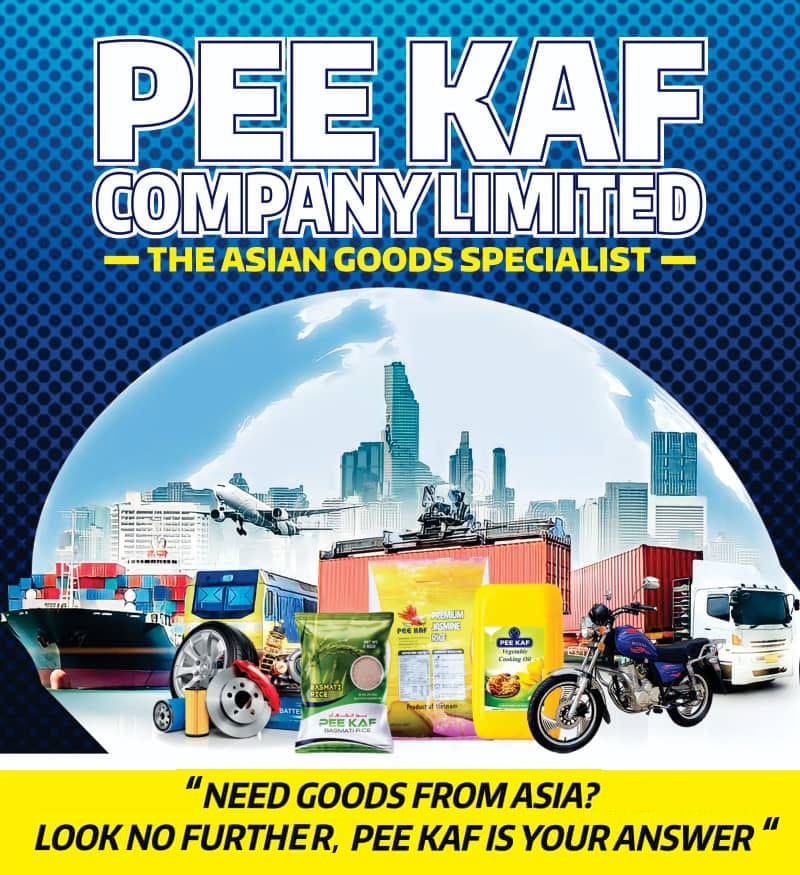 PEE KAF
COMPANY LIMITED
THE ASIAN GOODS SPECIALIST
PEE KAF
PREMIUM
JASMINE
RICE
Product of Vietnam
PEE KAF
Vegetable
Cooking Oil
BASMATI
RICE
PEE KAF
BASMATI RICE
BATTE
"NEED GOODS FROM ASIA?
LOOK NO FURTHER, PEE KAF IS YOUR ANSWER"